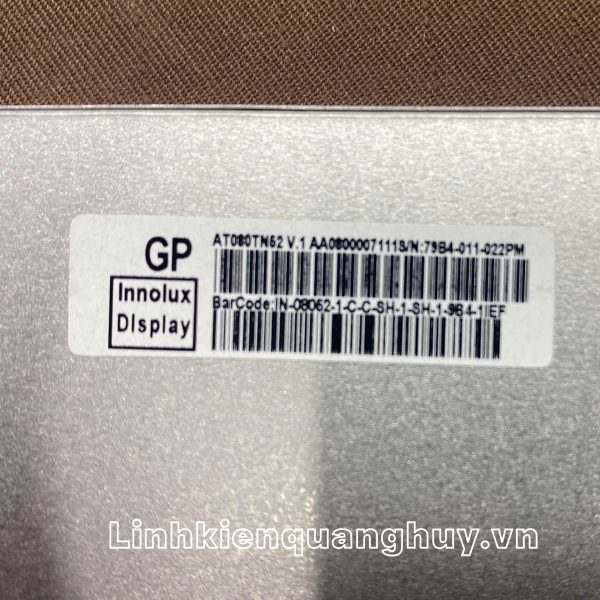 GP
Innolux
Display
AT080TN52 V.1 AA0800007111S/N:79B4-011-022PM
BarCode:IN-08052-1-C-C-SH-1-SH-1-9B4-1IEF
Linhkienquanghuy.vn